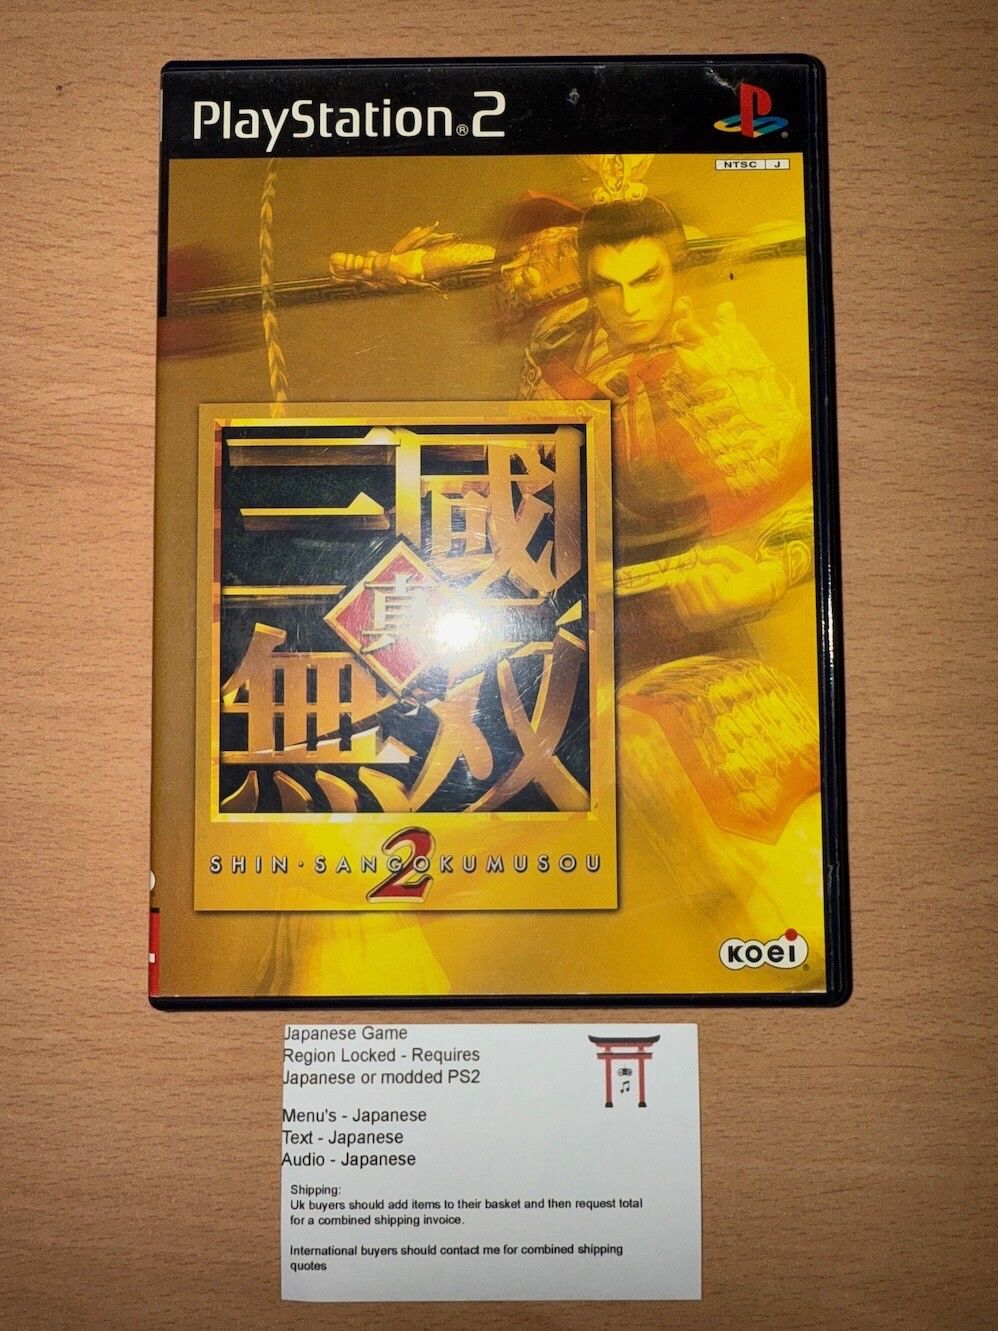 PlayStation®2
NTSC J
三國
真
無双
SHIN・SANGOKUMUSOU
2
KOEI®
Japanese Game
Region Locked - Requires
Japanese or modded PS2
Menu's - Japanese
Text - Japanese
Audio - Japanese
Shipping:
Uk buyers should add items to their basket and then request total
for a combined shipping invoice.
International buyers should contact me for combined shipping
quotes